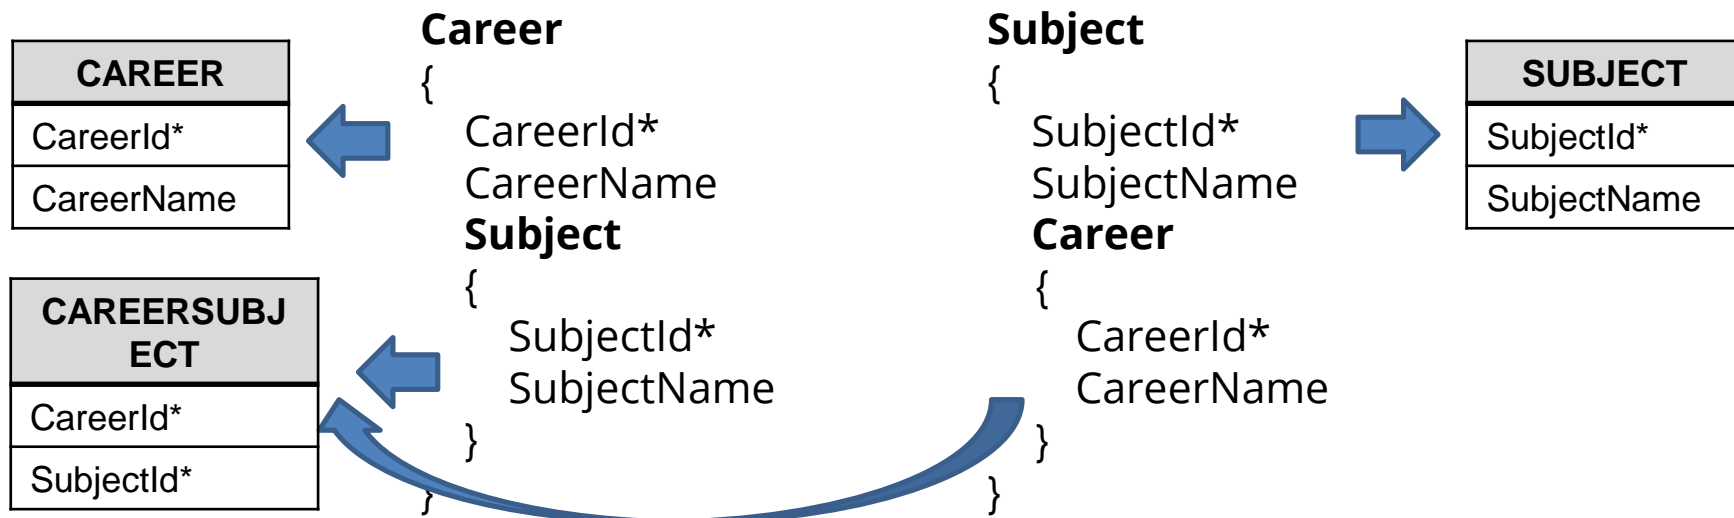 CAREER
CareerId*
CareerName
CAREERSUBJ
ECT
CareerId*
SubjectId*
Career
{
CareerId*
CareerName
Subject
{
SubjectId*
SubjectName
}
}
Subject
{
SubjectId*
SubjectName
Career
{
CareerId*
CareerName
}
}
SUBJECT
SubjectId*
SubjectName